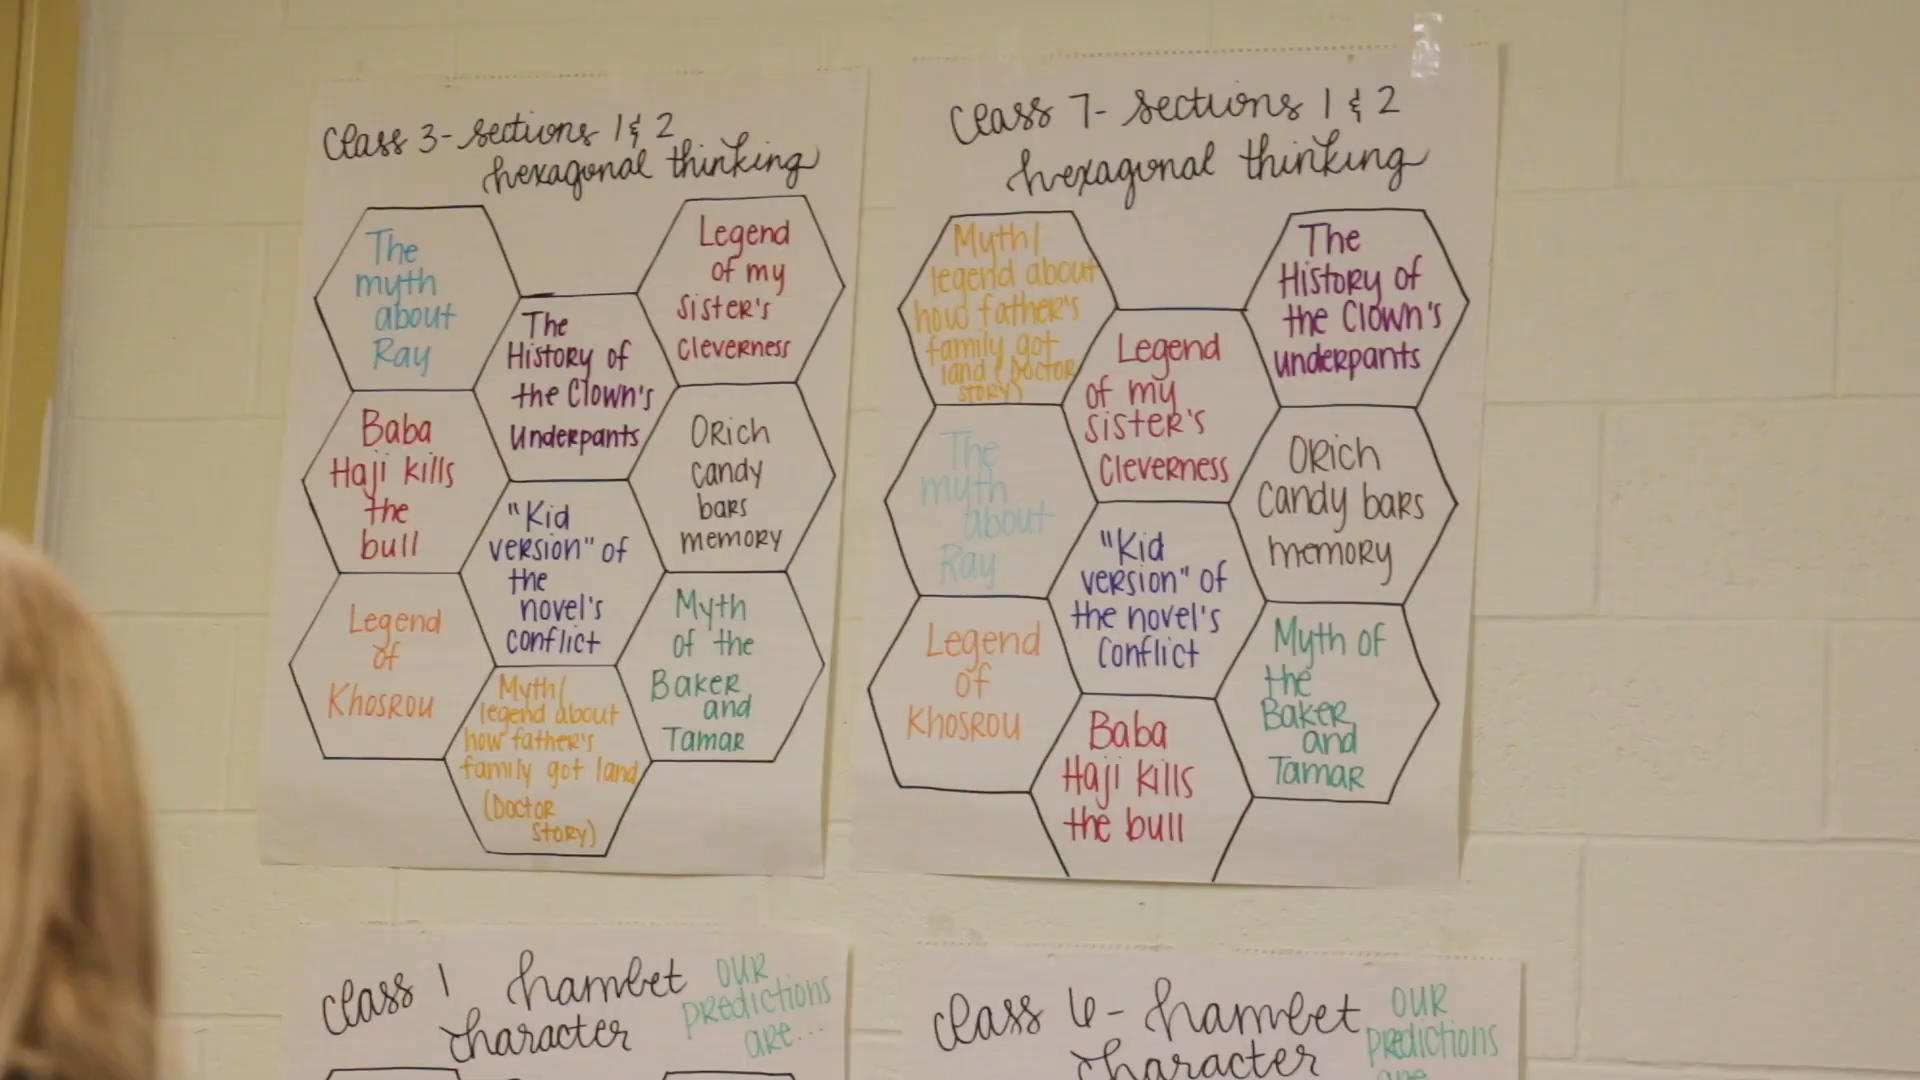 Class 3- sections 1 & 2
hexagonal thinking
The
myth
about
Ray
The
History of
the Clown's
Underpants
Legend
of my
sister's
Cleverness
Baba
Haji kills
the
bull
"Kid
version" of
the
novel's
conflict
ORich
candy
bars
memory
Legend
of
Khosrou
Myth/
legend about
how father's
family got land
(Doctor
story)
Myth
of the
Baker
and
Tamar
Class 7- sections 1 & 2
hexagonal thinking
Myth/
legend about
how father's
family got
land (Doctor
story)
Legend
of my
sister's
Cleverness
The
History of
the Clown's
underpants
The
myth
about
Ray
"Kid
version" of
the novel's
conflict
ORich
Candy bars
memory
Legend
of
Khosrou
Baba
Haji kills
the bull
Myth of
the
Baker
and
Tamar
Class 1 hamlet
character
OUR
predictions
are...
Class 6- hamlet
character
OUR
predictions
are